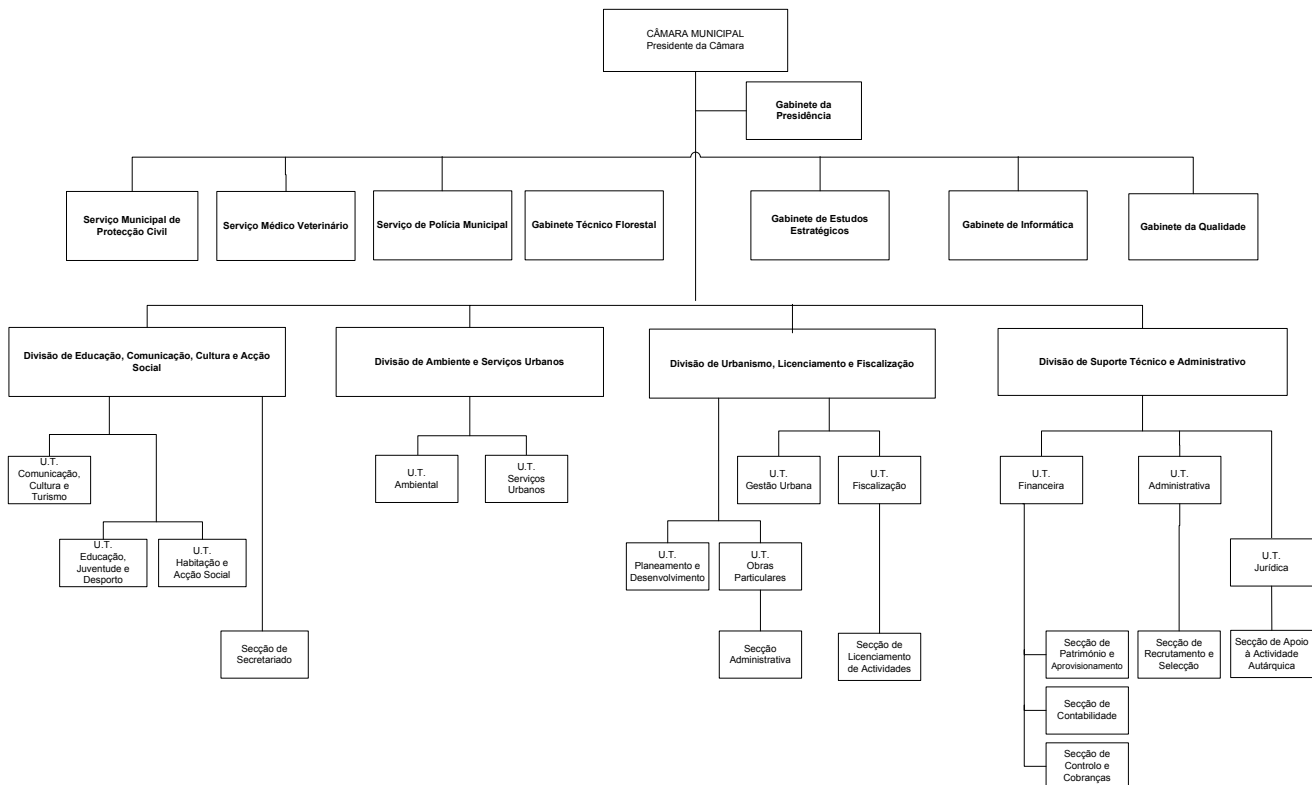 CÂMARA MUNICIPAL
Presidente da Câmara
Gabinete da
Presidência
Serviço Municipal de
Protecção Civil
Serviço Médico Veterinário
Serviço de Polícia Municipal
Gabinete Técnico Florestal
Gabinete de Estudos
Estratégicos
Gabinete de Informática
Gabinete da Qualidade
Divisão de Educação, Comunicação, Cultura e Acção
Social
Divisão de Ambiente e Serviços Urbanos
Divisão de Urbanismo, Licenciamento e Fiscalização
Divisão de Suporte Técnico e Administrativo
U.T.
Comunicação,
Cultura e
Turismo
U.T.
Educação,
Juventude e
Desporto
U.T.
Habitação e
Acção Social
Secção de
Secretariado
U.T.
Ambiental
U.T.
Serviços
Urbanos
U.T.
Gestão Urbana
U.T.
Fiscalização
U.T.
Planeamento e
Desenvolvimento
U.T.
Obras
Particulares
Secção
Administrativa
Secção de
Licenciamento
de Actividades
U.T.
Financeira
U.T.
Administrativa
U.T.
Jurídica
Secção de
Património e
Aprovisionamento
Secção de
Recrutamento e
Selecção
Secção de Apoio
à Actividade
Autárquica
Secção de
Contabilidade
Secção de
Controlo e
Cobranças